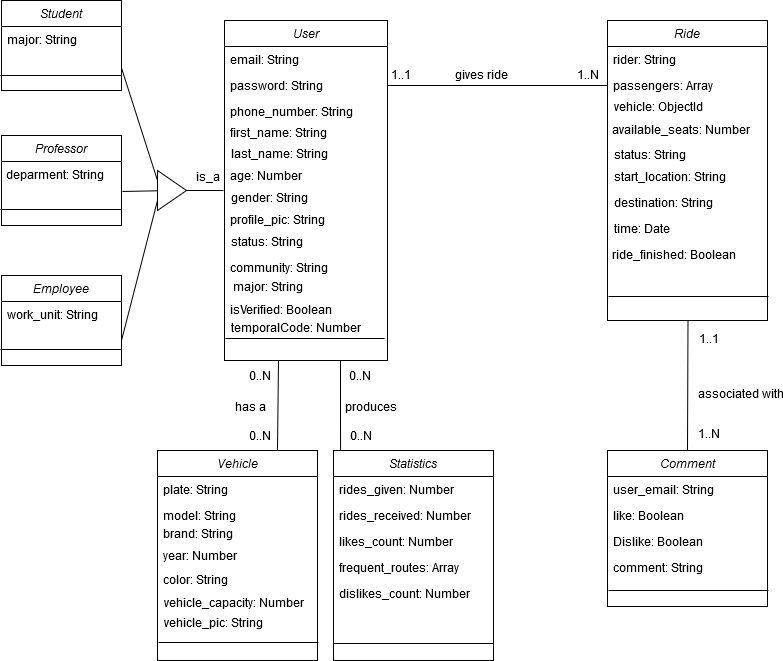 Student
major: String
Professor
deparment: String
Employee
work_unit: String
is_a
User
email: String
password: String
phone_number: String
first_name: String
last_name: String
age: Number
gender: String
profile_pic: String
status: String
community: String
major: String
isVerified: Boolean
temporalCode: Number
1..1
gives ride
1..N
Ride
rider: String
passengers: Array
vehicle: ObjectId
available_seats: Number
status: String
start_location: String
destination: String
time: Date
ride_finished: Boolean
0..N
has a
0..N
0..N
produces
0..N
1..1
associated with
1..N
Vehicle
plate: String
model: String
brand: String
year: Number
color: String
vehicle_capacity: Number
vehicle_pic: String
Statistics
rides_given: Number
rides_received: Number
likes_count: Number
frequent_routes: Array
dislikes_count: Number
Comment
user_email: String
like: Boolean
Dislike: Boolean
comment: String